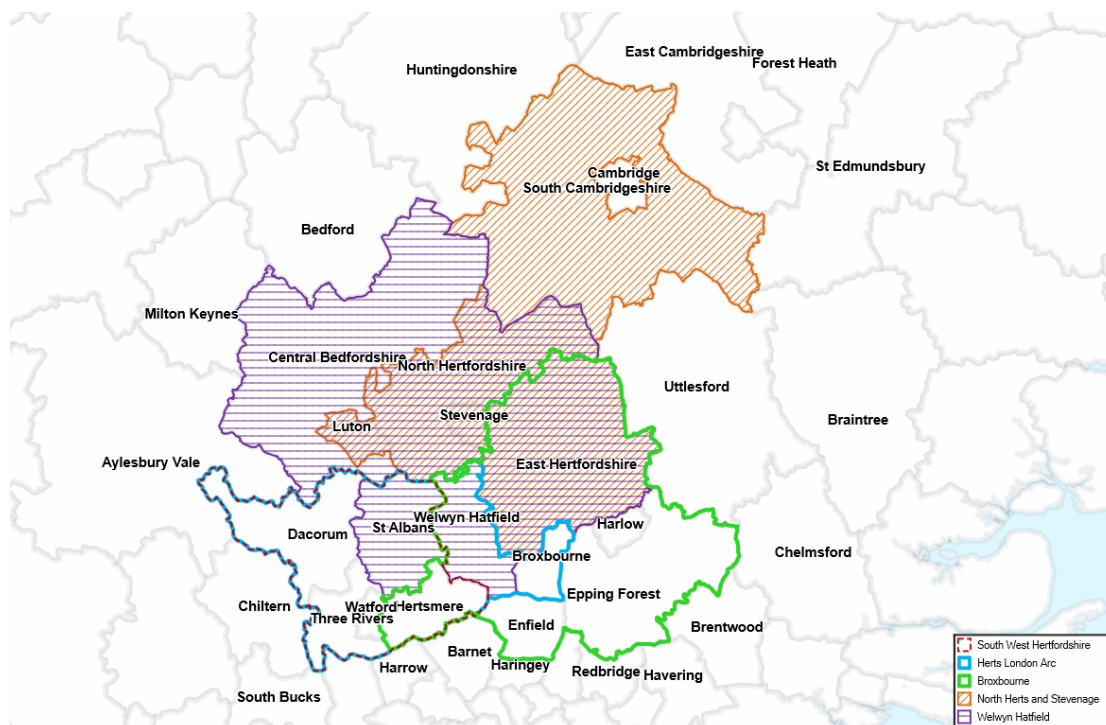 East Cambridgeshire
Forest Heath
Huntingdonshire
St Edmundsbury
Cambridge
South Cambridgeshire
Bedford
Milton Keynes
Central Bedfordshire
North Hertfordshire
Uttlesford
Stevenage
Braintree
Luton
Aylesbury Vale
East Hertfordshire
Welwyn Hatfield
Harlow
St Albans
Dacorum
Chelmsford
Broxbourne
Epping Forest
Chiltern
Watford
Hertsmere
Three Rivers
Enfield
Brentwood
Barnet
Harrow
Haringey
Redbridge
Havering
South Bucks
South West Hertfordshire
Herts London Arc
Broxbourne
North Herts and Stevenage
Welwyn Hatfield